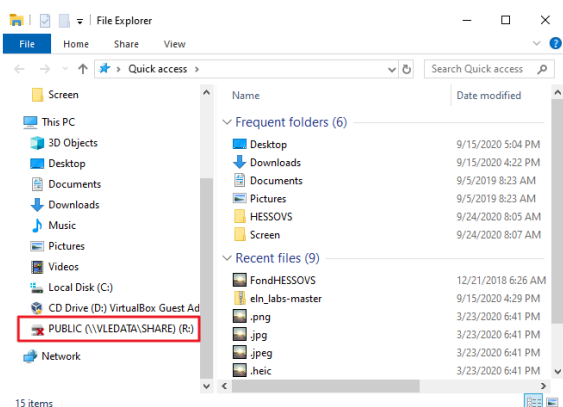 File Explorer
File Home Share View
Quick access
Search Quick access
Screen
This PC
3D Objects
Desktop
Documents
Downloads
Music
Pictures
Videos
Local Disk (C:)
CD Drive (D:) VirtualBox Guest Ad
PUBLIC (\\VLEDATA\SHARE) (R:)
Network
Name Date modified
Frequent folders (6)
Desktop 9/15/2020 5:04 PM
Downloads 9/15/2020 4:22 PM
Documents 9/5/2019 8:23 AM
Pictures 9/5/2019 8:23 AM
HESSOVS 9/24/2020 8:05 AM
Screen 9/24/2020 8:07 AM
Recent files (9)
FondHESSOVS 12/21/2018 6:26 AM
eln_labs-master 9/15/2020 4:29 PM
.png 3/23/2020 6:41 PM
.jpg 3/23/2020 6:41 PM
.jpeg 3/23/2020 6:41 PM
.heic 3/23/2020 6:41 PM
15 items